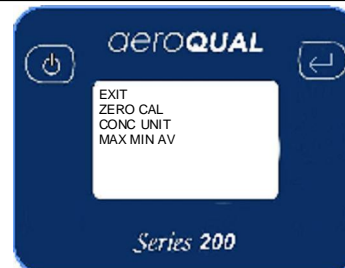 aeroQUAL
EXIT
ZERO CAL
CONC UNIT
MAX MIN AV
Series 200